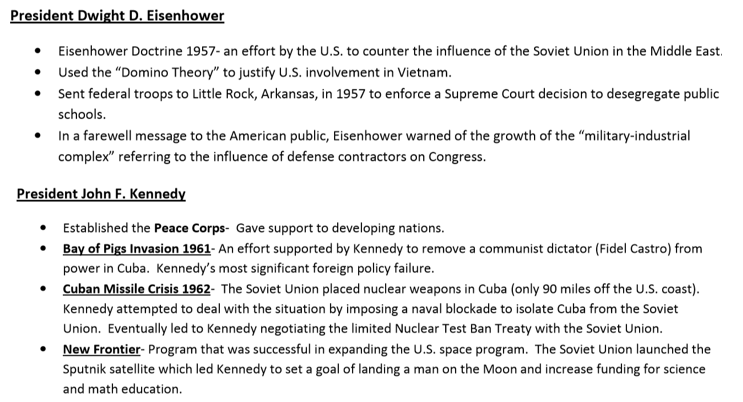 President Dwight D. Eisenhower
• Eisenhower Doctrine 1957- an effort by the U.S. to counter the influence of the Soviet Union in the Middle East.
• Used the “Domino Theory” to justify U.S. involvement in Vietnam.
• Sent federal troops to Little Rock, Arkansas, in 1957 to enforce a Supreme Court decision to desegregate public
schools.
• In a farewell message to the American public, Eisenhower warned of the growth of the “military-industrial
complex” referring to the influence of defense contractors on Congress.
President John F. Kennedy
• Established the Peace Corps- Gave support to developing nations.
• Bay of Pigs Invasion 1961- An effort supported by Kennedy to remove a communist dictator (Fidel Castro) from
power in Cuba. Kennedy’s most significant foreign policy failure.
• Cuban Missile Crisis 1962- The Soviet Union placed nuclear weapons in Cuba (only 90 miles off the U.S. coast).
Kennedy attempted to deal with the situation by imposing a naval blockade to isolate Cuba from the Soviet
Union. Eventually led to Kennedy negotiating the limited Nuclear Test Ban Treaty with the Soviet Union.
• New Frontier- Program that was successful in expanding the U.S. space program. The Soviet Union launched the
Sputnik satellite which led Kennedy to set a goal of landing a man on the Moon and increase funding for science
and math education.